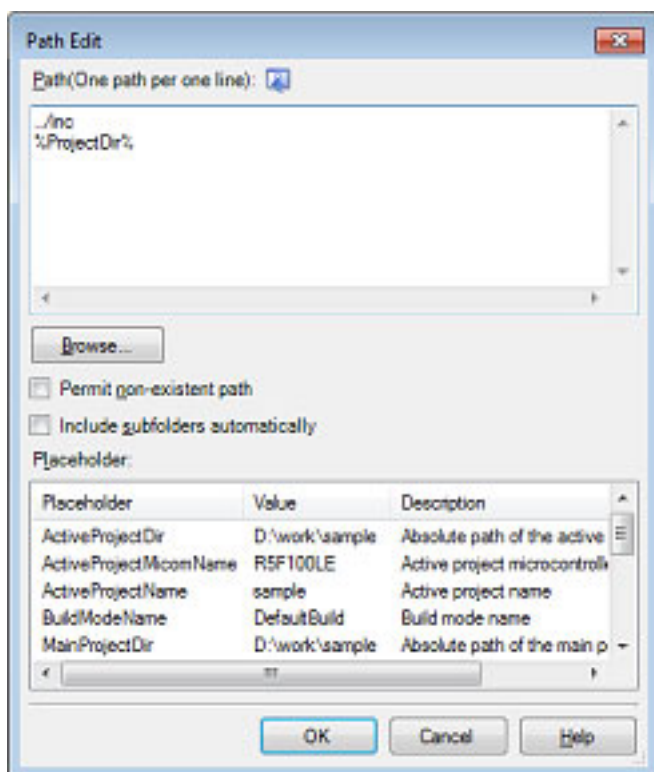 Path Edit
Path(One path per one line):
../inc
%ProjectDir%
Browse...
Permit non-existent path
Include subfolders automatically
Placeholder:
Placeholder Value Description
ActiveProjectDir D:\work\sample Absolute path of the active
ActiveProjectMicomName R5F100LE Active project microcontroll
ActiveProjectName sample Active project name
BuildModeName DefaultBuild Build mode name
MainProjectDir D:\work\sample Absolute path of the main p
OK Cancel Help